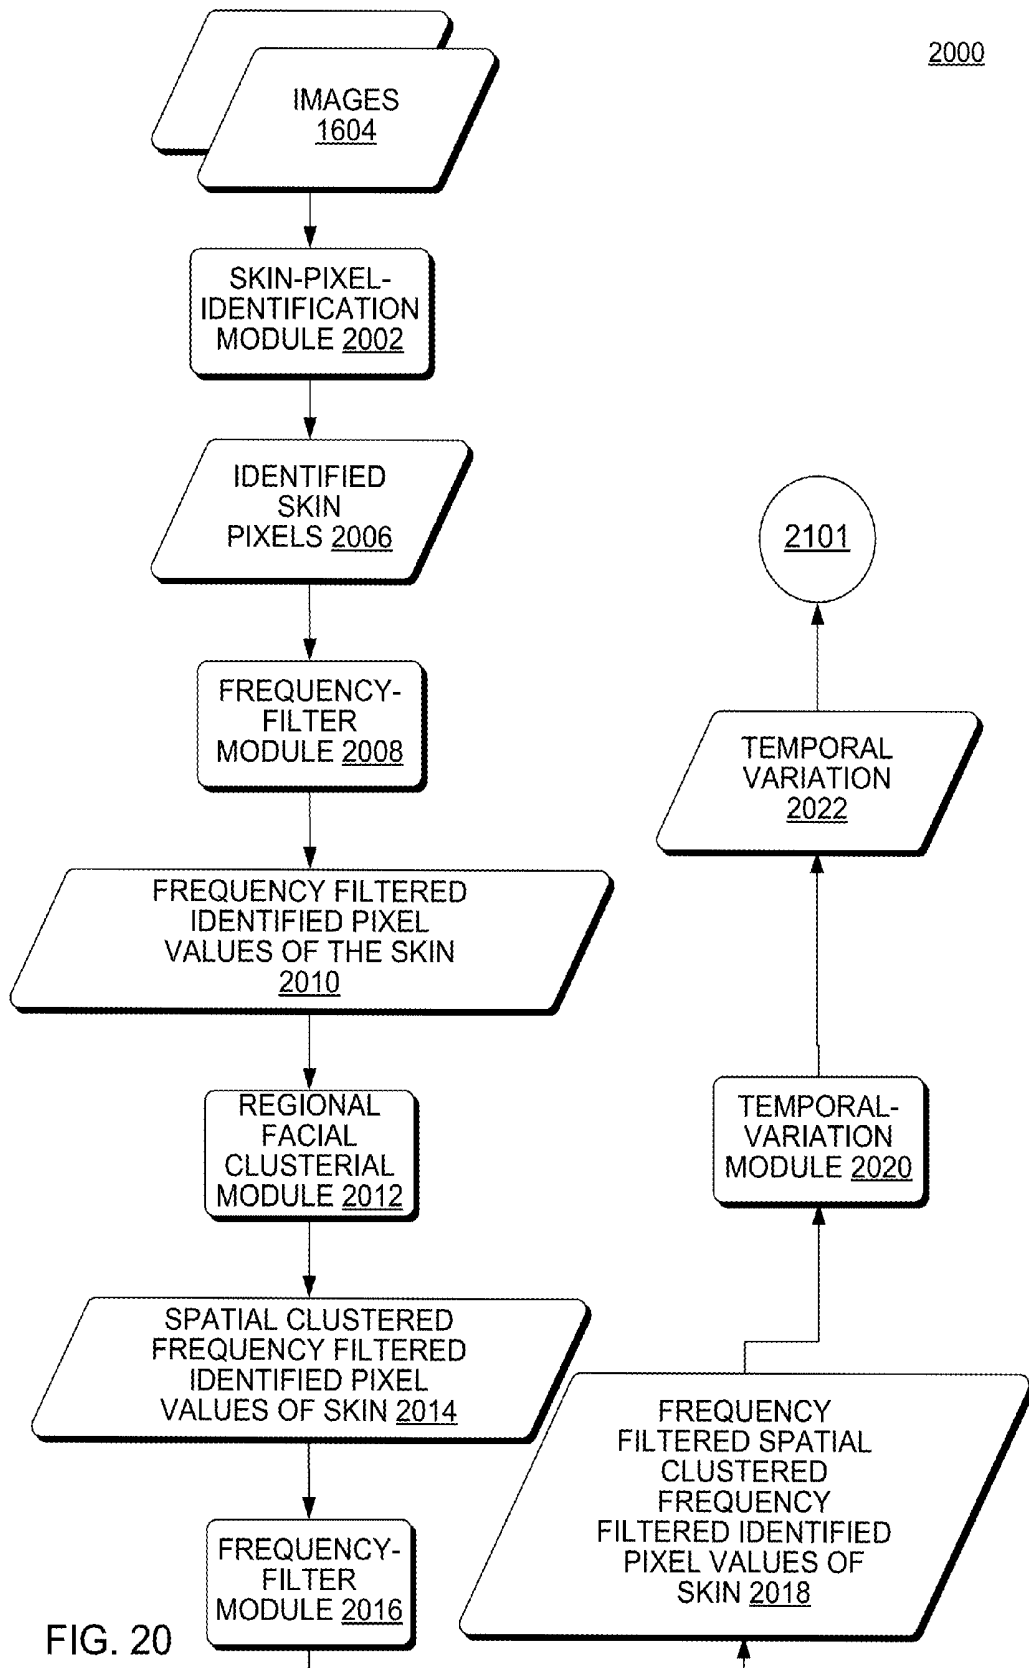 2000
IMAGES
1604
SKIN-PIXEL-
IDENTIFICATION
MODULE 2002
IDENTIFIED
SKIN
PIXELS 2006
FREQUENCY-
FILTER
MODULE 2008
FREQUENCY FILTERED
IDENTIFIED PIXEL
VALUES OF THE SKIN
2010
REGIONAL
FACIAL
CLUSTERIAL
MODULE 2012
SPATIAL CLUSTERED
FREQUENCY FILTERED
IDENTIFIED PIXEL
VALUES OF SKIN 2014
FREQUENCY-
FILTER
MODULE 2016
FREQUENCY
FILTERED SPATIAL
CLUSTERED
FREQUENCY
FILTERED IDENTIFIED
PIXEL VALUES OF
SKIN 2018
TEMPORAL-
VARIATION
MODULE 2020
TEMPORAL
VARIATION
2022
2101
FIG. 20